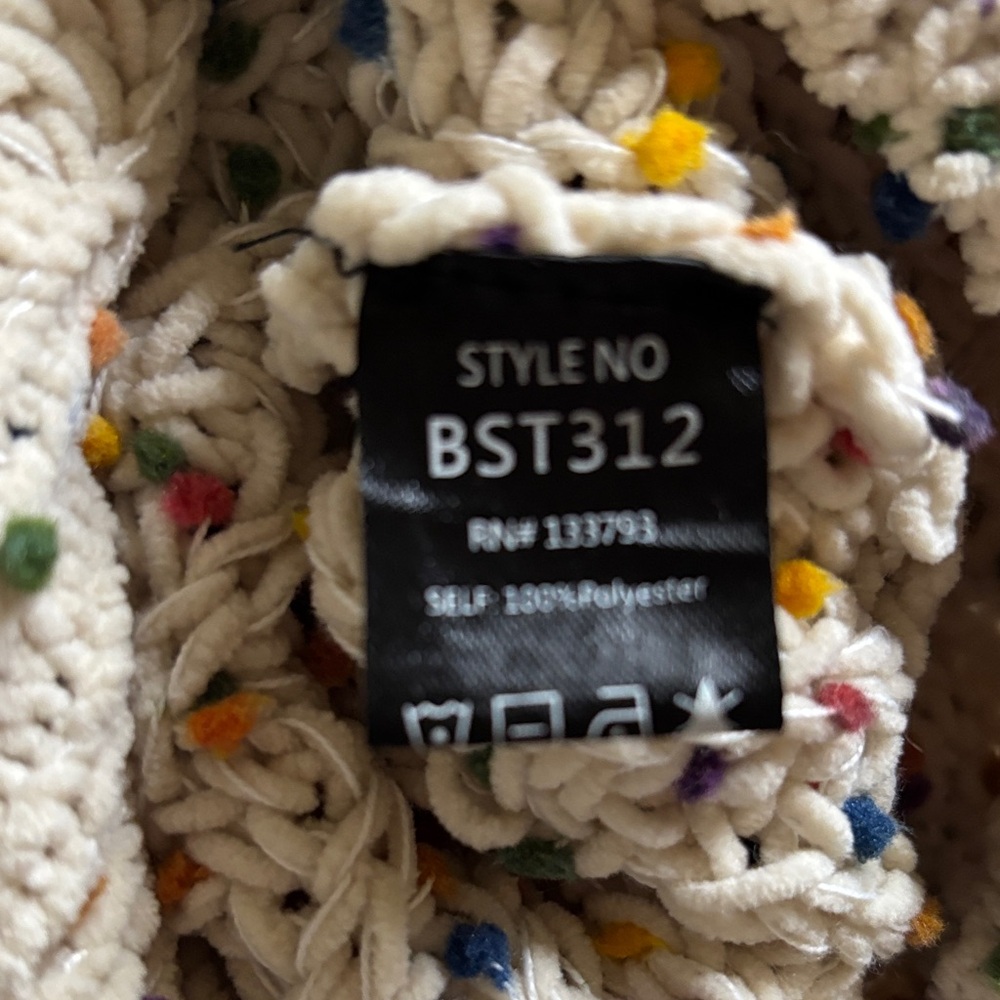 STYLE NO
BST312
RN# 133793
SELF: 100%Polyester